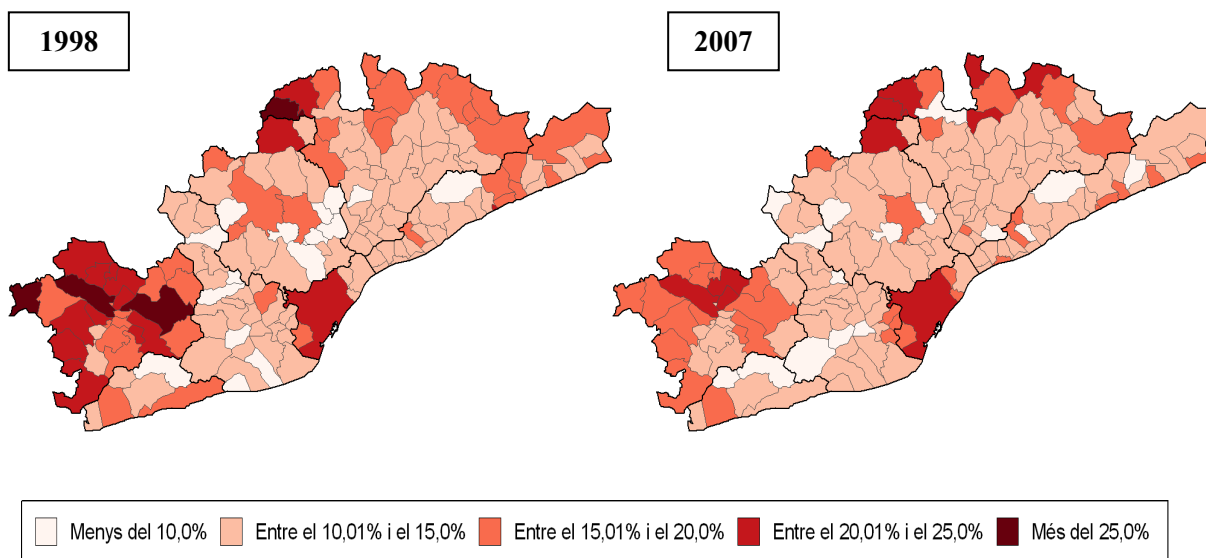 1998
2007
Menys del 10,0%
Entre el 10,01% i el 15,0%
Entre el 15,01% i el 20,0%
Entre el 20,01% i el 25,0%
Més del 25,0%